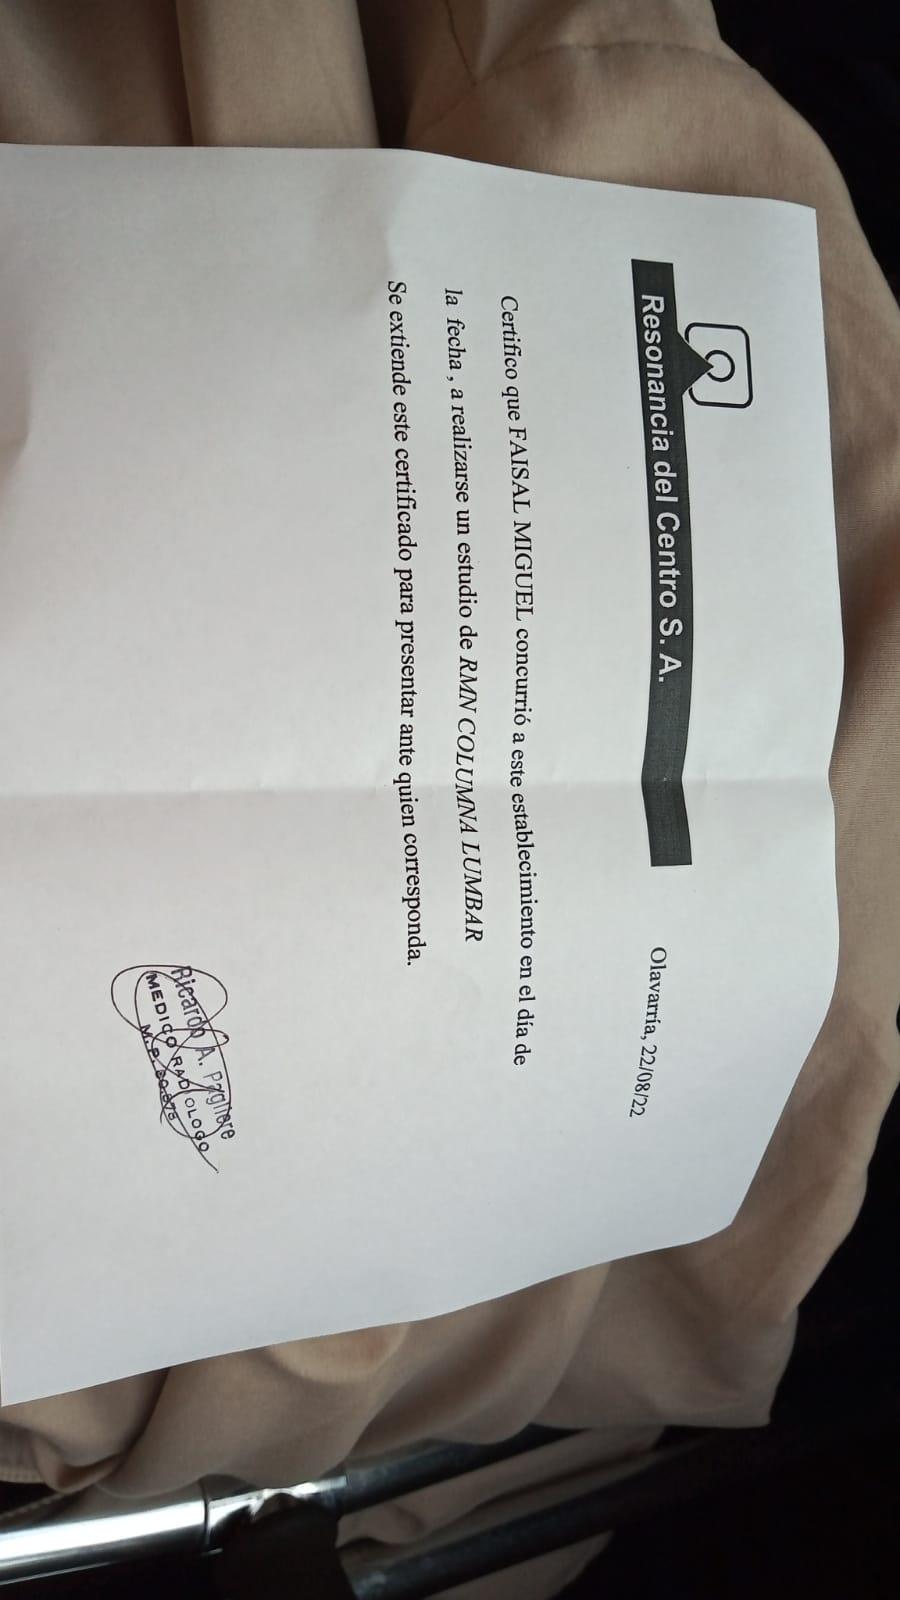 Resonancia del Centro S. A.
Olavarría, 22/08/22
Certifico que FAISAL MIGUEL concurrió a este establecimiento en el día de
la fecha , a realizarse un estudio de RMN COLUMNA LUMBAR
Se extiende este certificado para presentar ante quien corresponda.
Ricardo A.
MEDICO RADIOLOGO
M.P.